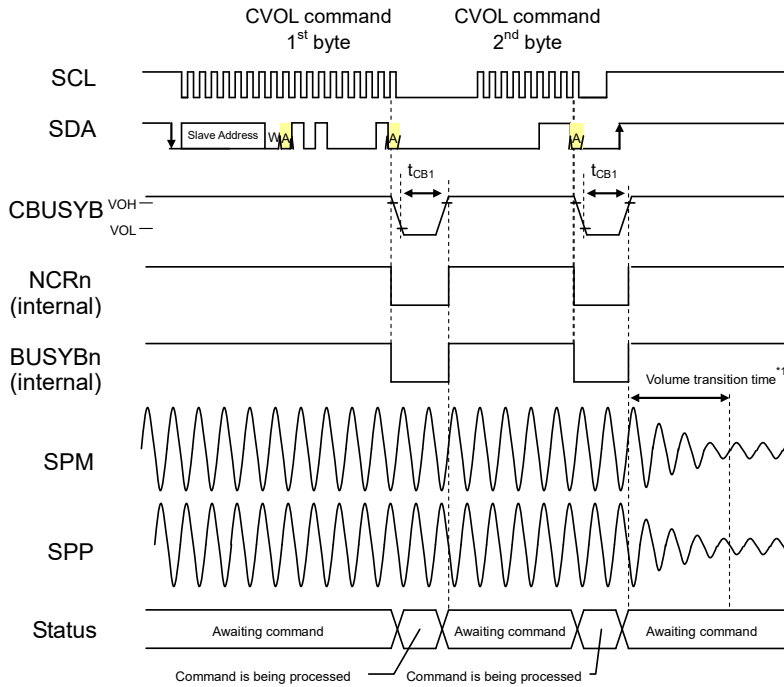 CVOL command
1st byte
CVOL command
2nd byte
SCL
SDA
Slave Address
W
A
A
A
tCB1
tCB1
CBUSYB
VOH
VOL
NCRn
(internal)
BUSYBn
(internal)
Volume transition time*1
SPM
SPP
Status
Awaiting command
Awaiting command
Awaiting command
Command is being processed
Command is being processed